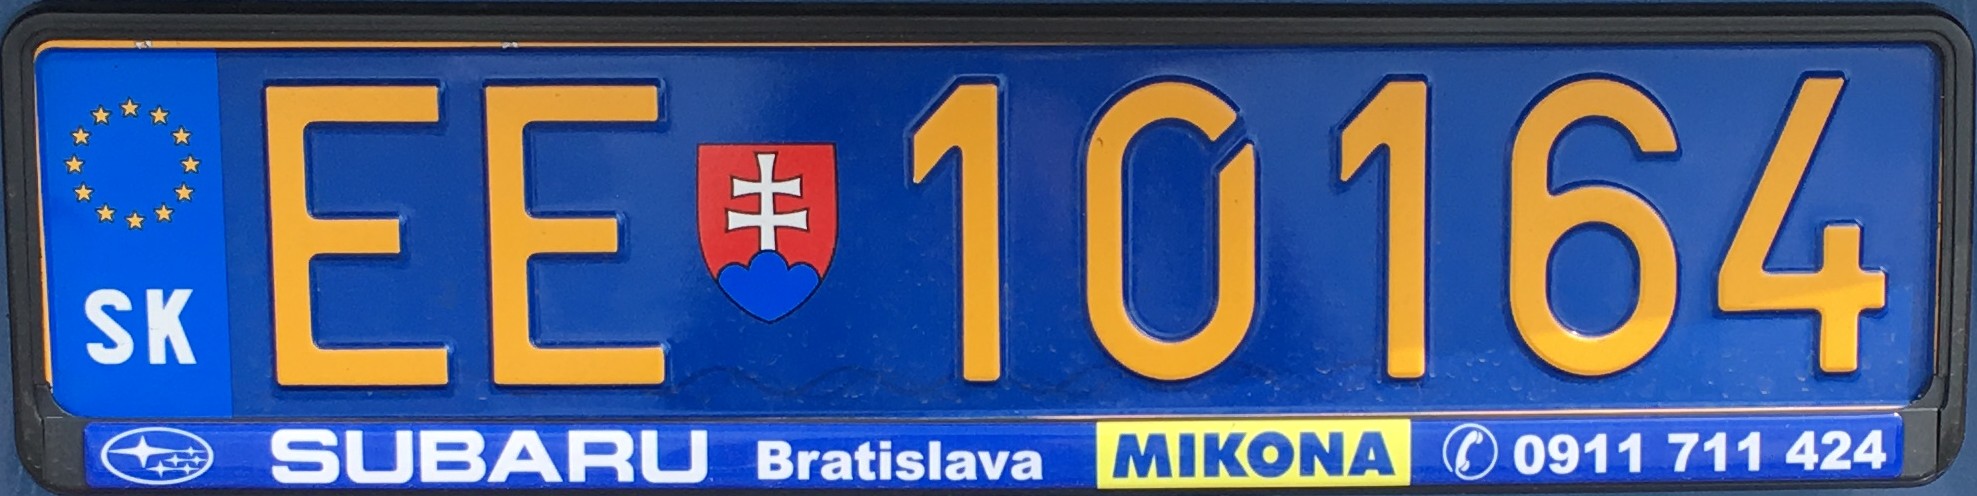 SK EE 10164
SUBARU Bratislava MIKONA 0911 711 424